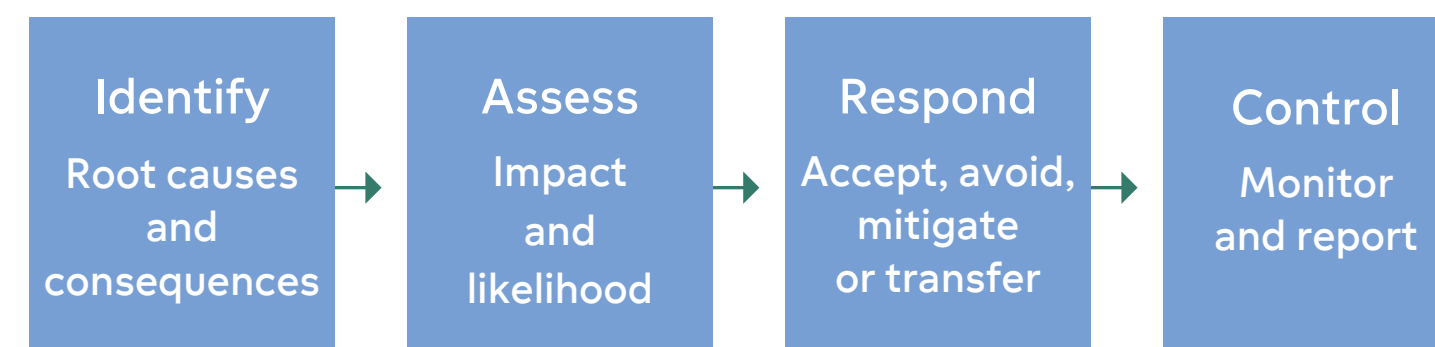 Identify
Root causes
and
consequences
Assess
Impact
and
likelihood
Respond
Accept, avoid,
mitigate
or transfer
Control
Monitor
and report